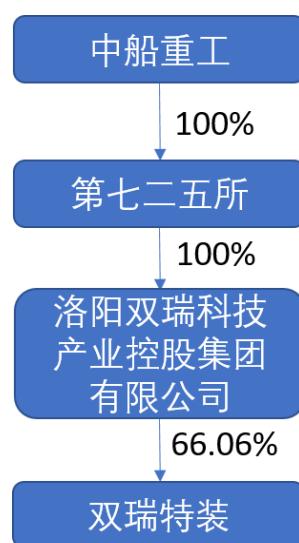 中船重工
100%
第七二五所
100%
洛阳双瑞科技
产业控股集团
有限公司
66.06%
双瑞特装